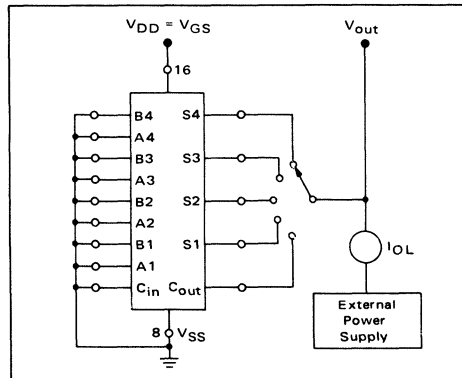 V_DD = V_GS
V_out
16
B4 S4
A4
B3 S3
A3
B2 S2
A2
B1 S1
A1
C_in C_out
I_OL
8 V_SS
External
Power
Supply